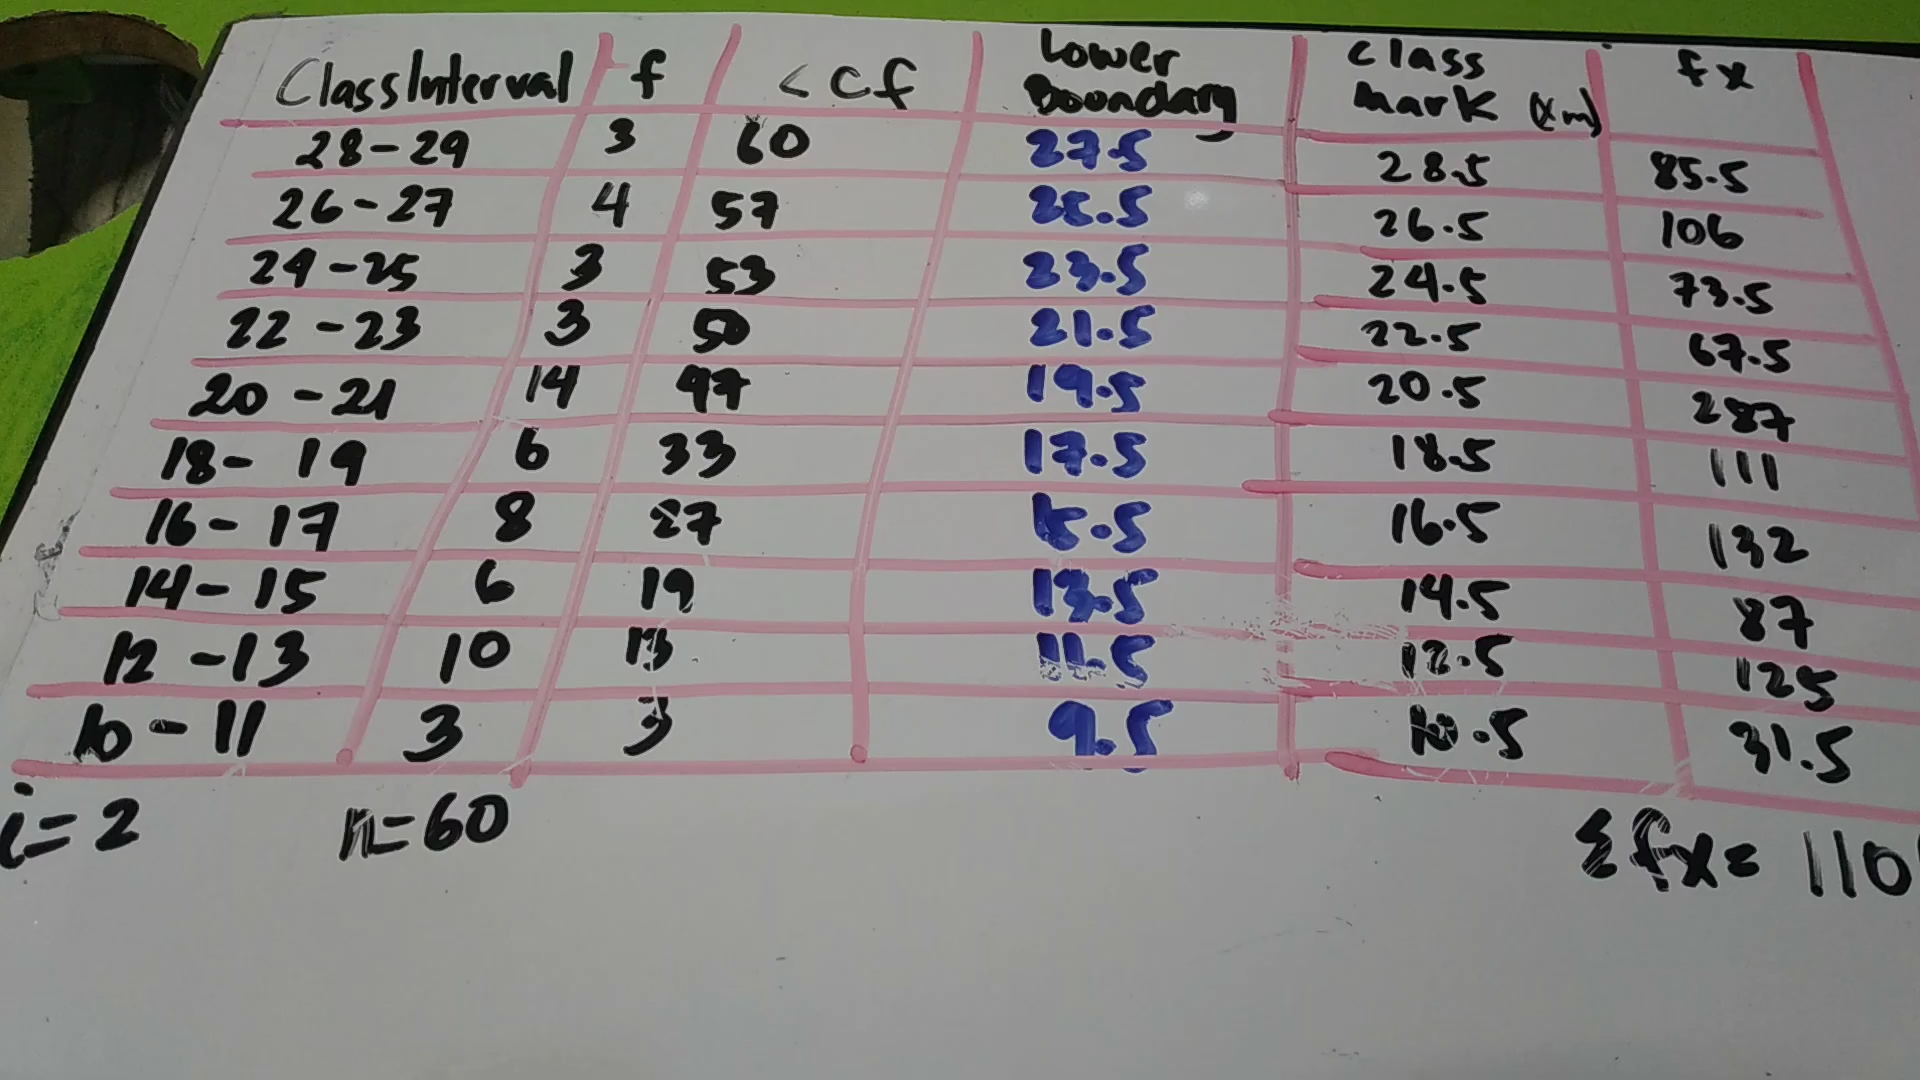 Class Interval f < cf Lower Boundary Class Mark (xm) fx
28-29 3 60 27.5 28.5 85.5
26-27 4 57 25.5 26.5 106
24-25 3 53 23.5 24.5 73.5
22-23 3 50 21.5 22.5 67.5
20-21 14 47 19.5 20.5 287
18-19 6 33 17.5 18.5 111
16-17 8 27 15.5 16.5 132
14-15 6 19 13.5 14.5 87
12-13 10 13 11.5 12.5 125
10-11 3 3 9.5 10.5 31.5
i=2 n=60 Σfx= 110